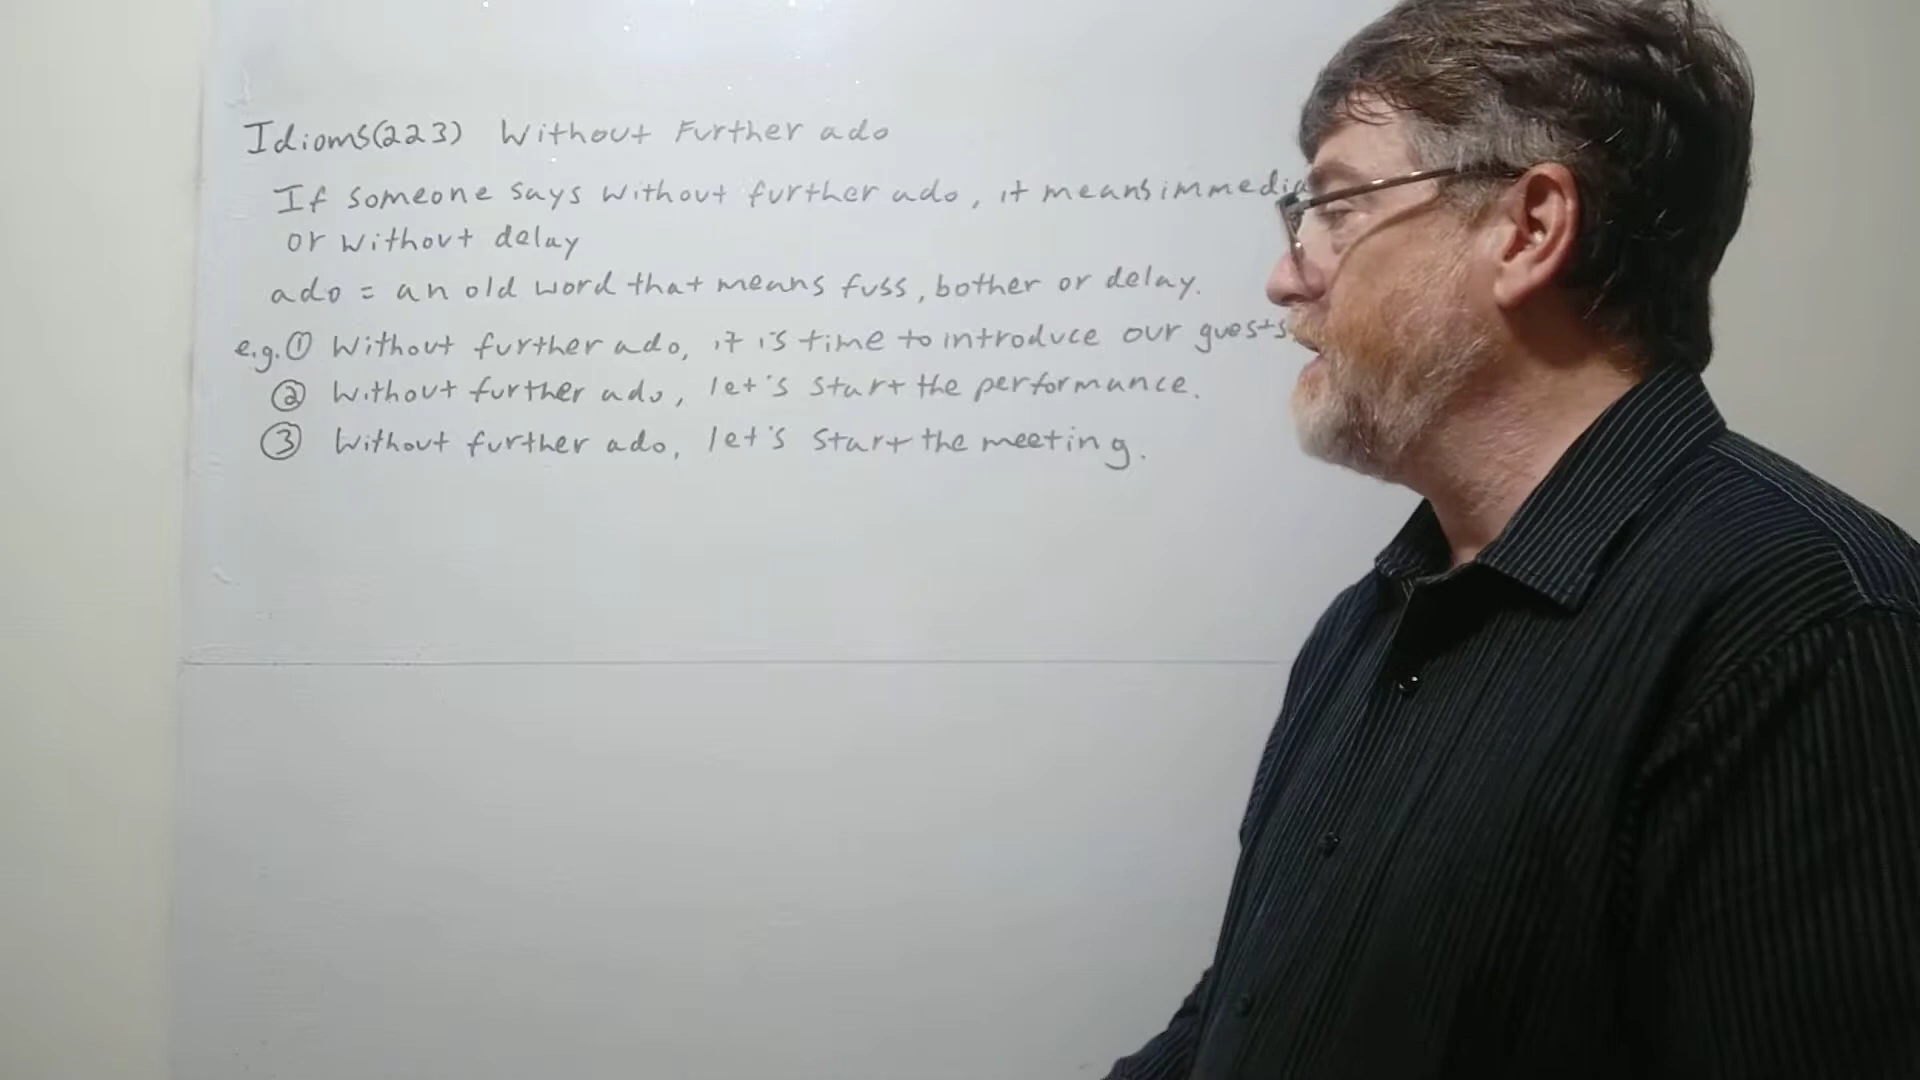 Idioms(223) Without Further ado
If someone says without further ado, it means immedia
or without delay
ado = an old word that means fuss, bother or delay.
e.g. ① Without further ado, it is time to introduce our guests
② Without further ado, let's start the performance.
③ Without further ado, let's start the meeting.